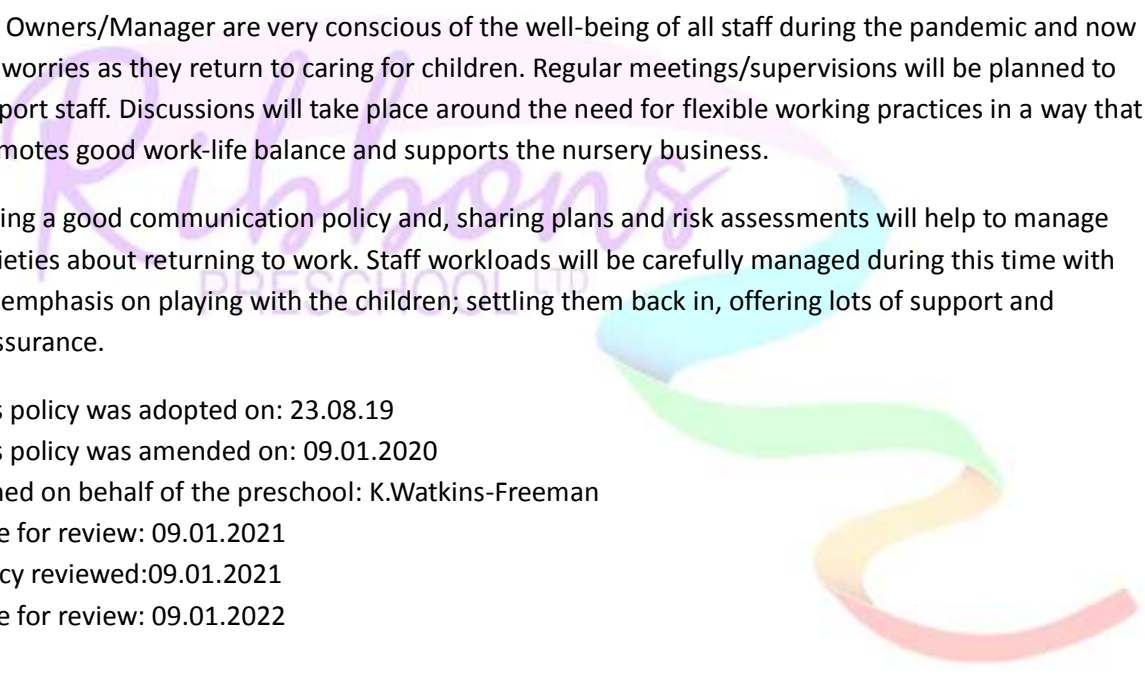 Owners/Manager are very conscious of the well-being of all staff during the pandemic and now
worries as they return to caring for children. Regular meetings/supervisions will be planned to
port staff. Discussions will take place around the need for flexible working practices in a way that
motes good work-life balance and supports the nursery business.
Ribbons
PRESCHOOL LTD
ing a good communication policy and, sharing plans and risk assessments will help to manage
ieties about returning to work. Staff workloads will be carefully managed during this time with
emphasis on playing with the children; settling them back in, offering lots of support and
ssurance.
s policy was adopted on: 23.08.19
s policy was amended on: 09.01.2020
ned on behalf of the preschool: K.Watkins-Freeman
e for review: 09.01.2021
cy reviewed:09.01.2021
e for review: 09.01.2022